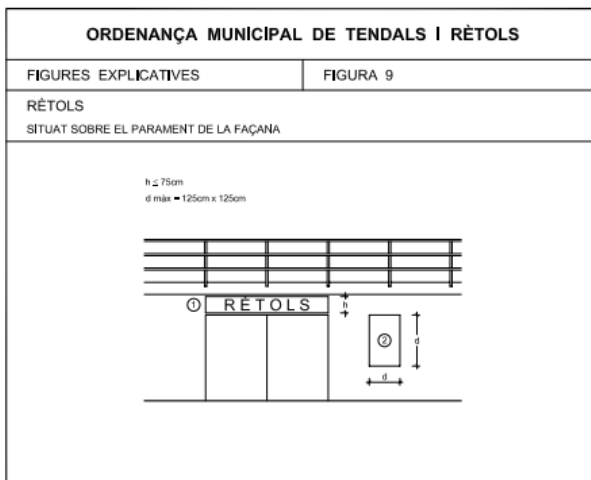 ORDENANÇA MUNICIPAL DE TENDALS I RÈTOLS
FIGURES EXPLICATIVES
FIGURA 9
RÈTOLS
SITUAT SOBRE EL PARAMENT DE LA FAÇANA
h ≤ 75cm
d màx = 125cm x 125cm
1
RÈTOLS
h
2
d
d